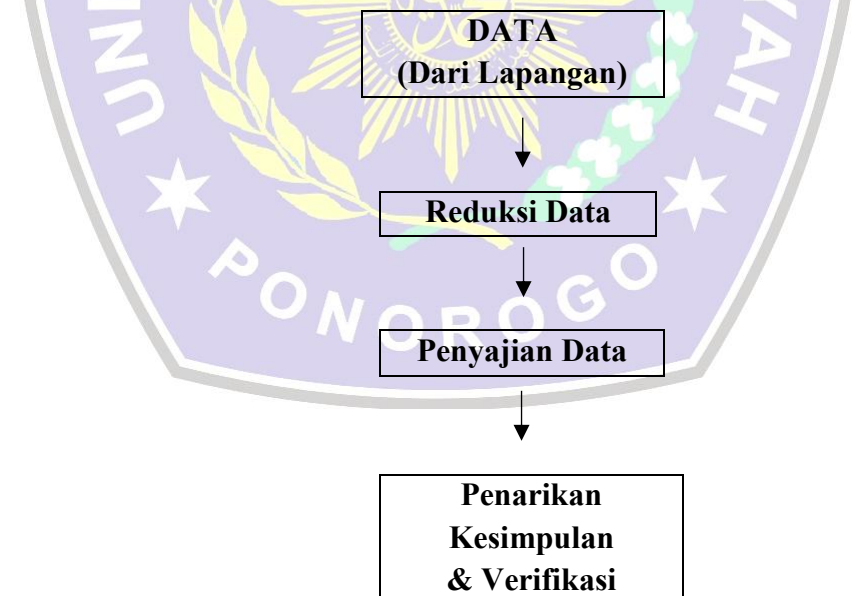 DATA
(Dari Lapangan)
Reduksi Data
Penyajian Data
Penarikan
Kesimpulan
& Verifikasi
PONOROGO